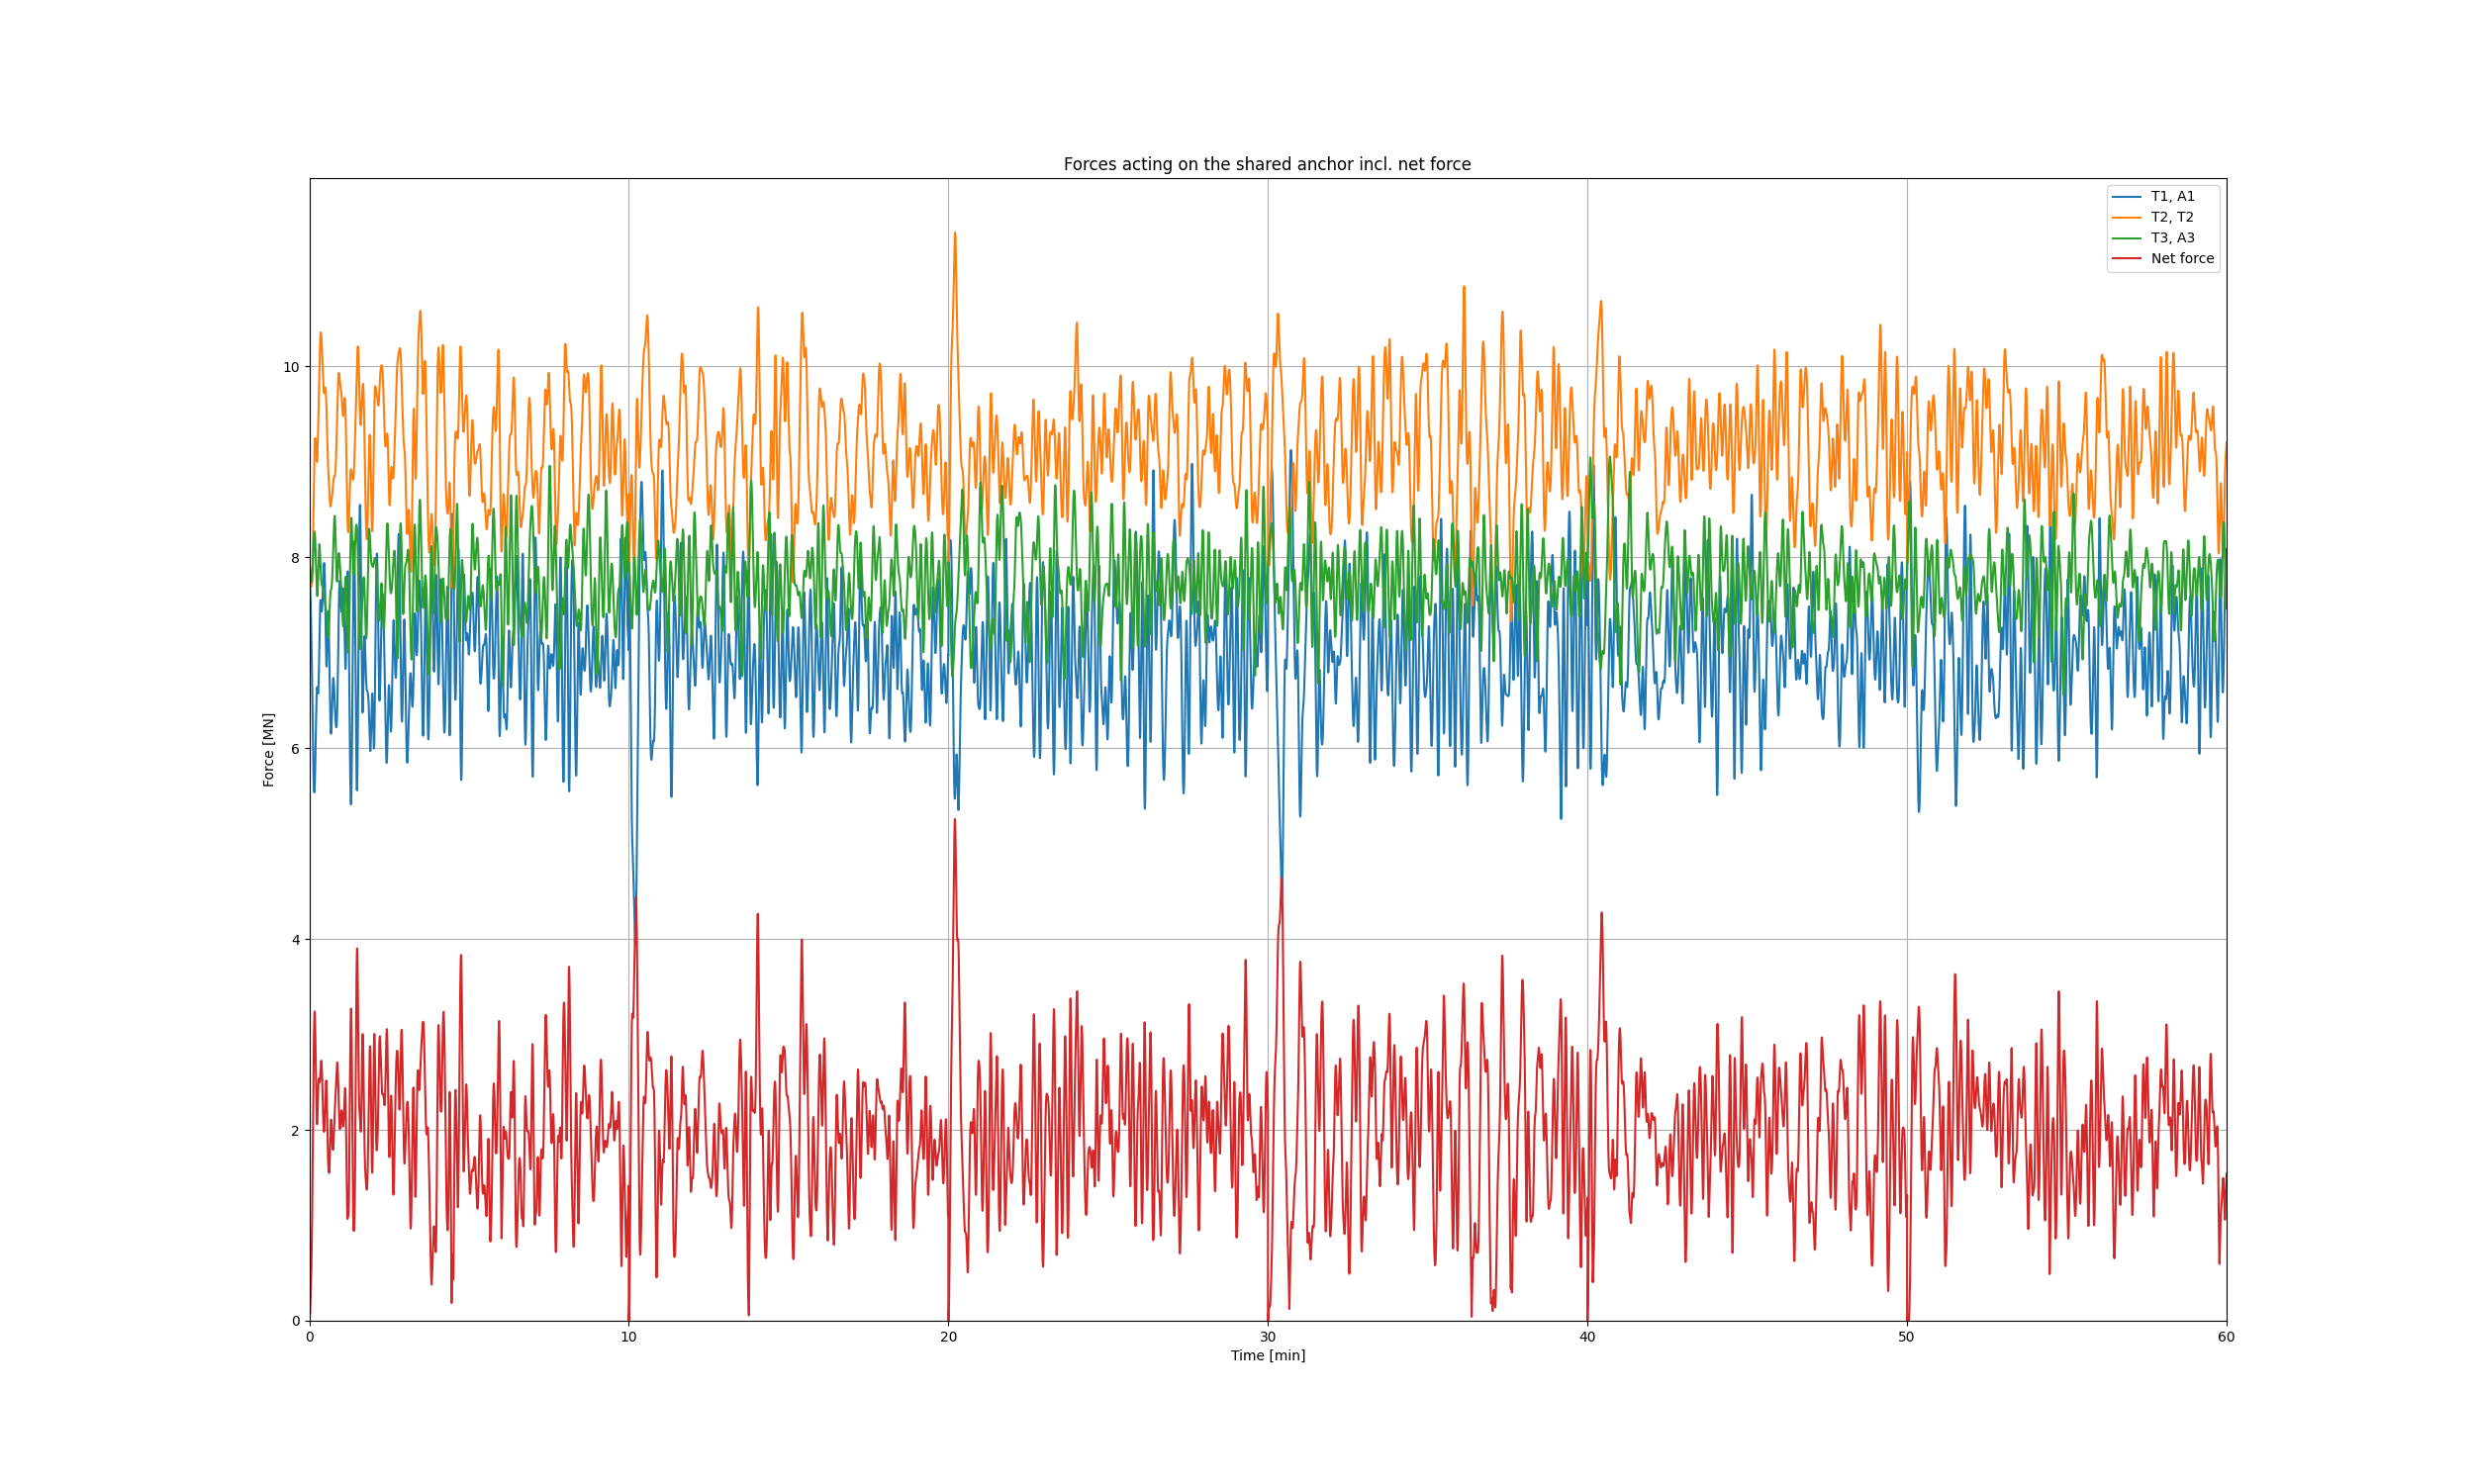 Forces acting on the shared anchor incl. net force
T1, A1
T2, T2
T3, A3
Net force
Force [MN]
10
8
6
4
2
0
0 10 20 30 40 50 60
Time [min]